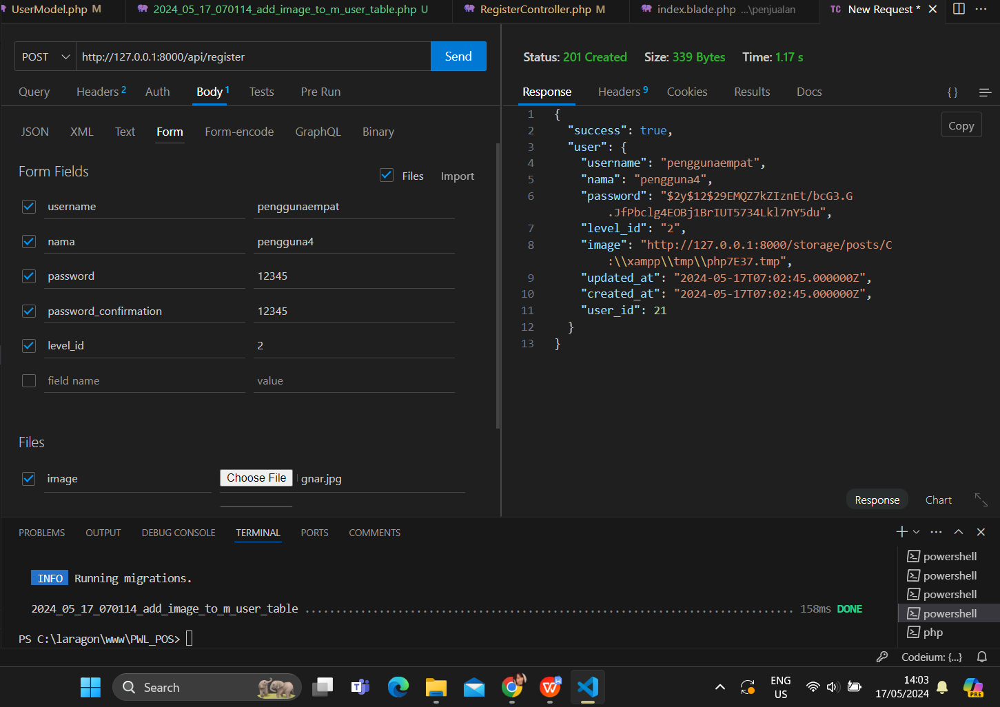 UserModel.php M
2024_05_17_070114_add_image_to_m_user_table.php U
RegisterController.php M
index.blade.php ...\penjualan
TC New Request *
POST
http://127.0.0.1:8000/api/register
Send
Query
Headers 2
Auth
Body 1
Tests
Pre Run
JSON
XML
Text
Form
Form-encode
GraphQL
Binary
Form Fields
Files
Import
username penggunaempat
nama pengguna4
password 12345
password_confirmation 12345
level_id 2
field name value
Files
image Choose File gnar.jpg
Status: 201 Created Size: 339 Bytes Time: 1.17 s
Response
Headers 9
Cookies
Results
Docs
{ }
Copy
1 {
2 "success": true,
3 "user": {
4 "username": "penggunaempat",
5 "nama": "pengguna4",
6 "password": "$2y$12$29EMQZ7kZIznEt/bcG3.G
.JfPbclg4EOBj1BrIUT5734Lkl7nY5du",
7 "level_id": "2",
8 "image": "http://127.0.0.1:8000/storage/posts/C
:\\xampp\\tmp\\php7E37.tmp",
9 "updated_at": "2024-05-17T07:02:45.000000Z",
10 "created_at": "2024-05-17T07:02:45.000000Z",
11 "user_id": 21
12 }
13 }
Response
Chart
PROBLEMS
OUTPUT
DEBUG CONSOLE
TERMINAL
PORTS
COMMENTS
INFO Running migrations.
2024_05_17_070114_add_image_to_m_user_table ........................................................................ 158ms DONE
PS C:\laragon\www\PWL_POS>
powershell
powershell
powershell
powershell
php
Codeium: {...}
Search
ENG
US
14:03
17/05/2024
PRE